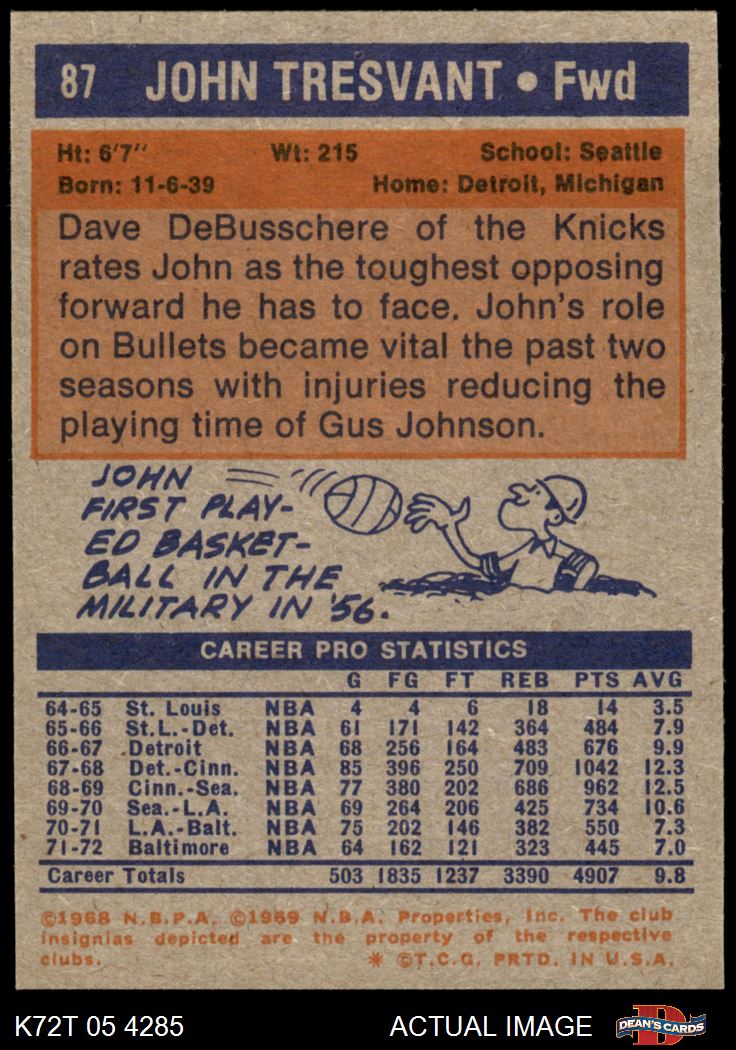 87 JOHN TRESVANT • Fwd
Ht: 6'7" Wt: 215 School: Seattle
Born: 11-6-39 Home: Detroit, Michigan
Dave DeBusschere of the Knicks
rates John as the toughest opposing
forward he has to face. John's role
on Bullets became vital the past two
seasons with injuries reducing the
playing time of Gus Johnson.
JOHN
FIRST PLAY-
ED BASKET-
BALL IN THE
MILITARY IN '56.
CAREER PRO STATISTICS
G FG FT REB PTS AVG
64-65 St. Louis NBA 4 4 6 18 14 3.5
65-66 St.L.-Det. NBA 61 171 142 364 484 7.9
66-67 Detroit NBA 68 256 164 483 676 9.9
67-68 Det.-Cinn. NBA 85 396 250 709 1042 12.3
68-69 Cinn-Sea. NBA 77 380 202 686 962 12.5
69-70 Sea.-L.A. NBA 69 264 206 425 734 10.6
70-71 L.A.-Balt. NBA 75 202 146 382 550 7.3
71-72 Baltimore NBA 64 162 121 323 445 7.0
Career Totals 503 1835 1237 3390 4907 9.8
©1968 N.B.P.A. ©1969 N.B.A. Properties, Inc. The club
insignias depicted are the property of the respective
clubs. * ©T.C.G. PRTD. IN U.S.A.
K72T 05 4285 ACTUAL IMAGE D DEAN'S CARDS